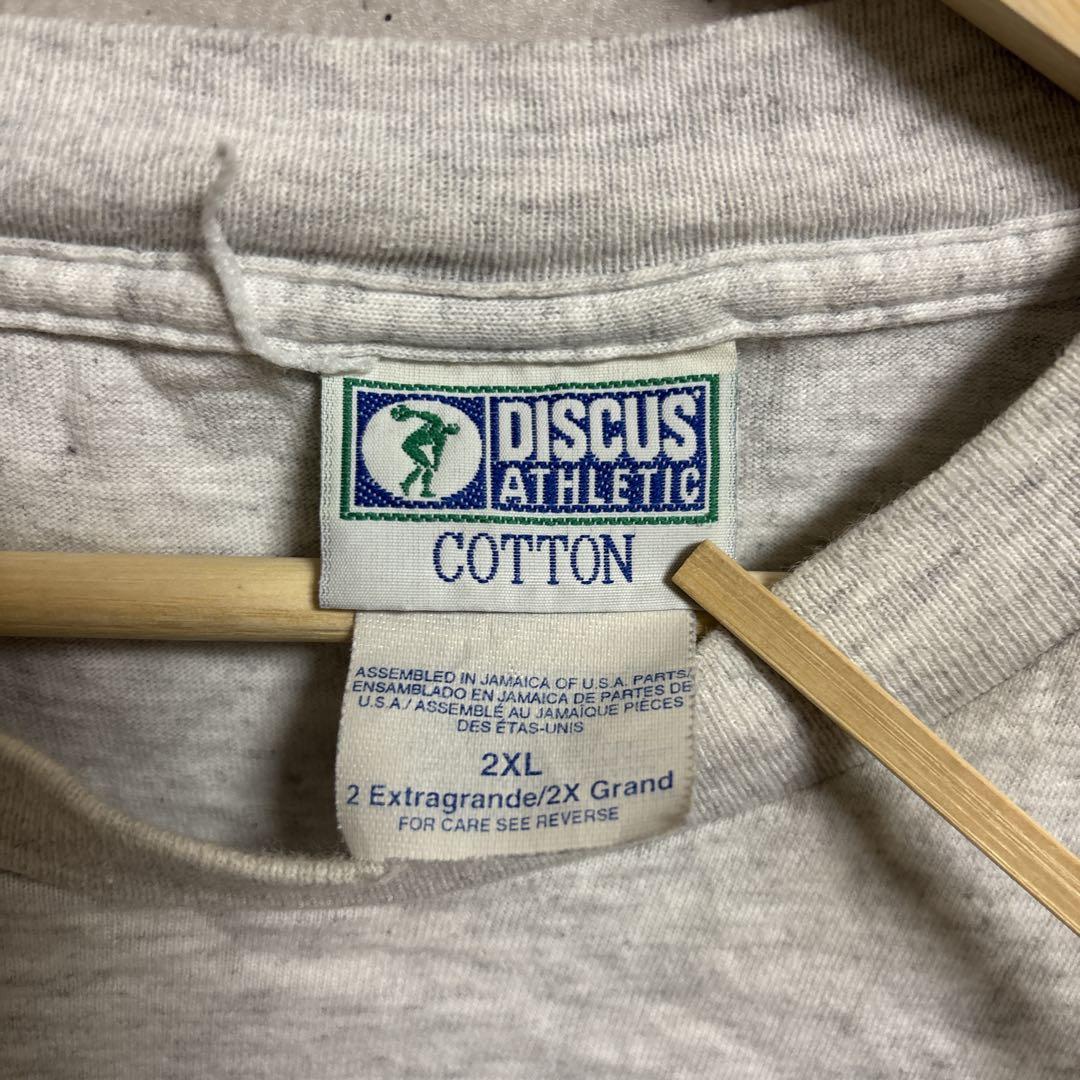 DISCUS
ATHLETIC
COTTON
ASSEMBLED IN JAMAICA OF U.S.A. PARTS/
ENSAMBLADO EN JAMAICA DE PARTES DE
U.S.A./ ASSEMBLÉ AU JAMAÏQUE PIÈCES
DES ÉTAS-UNIS
2XL
2 Extragrande/2X Grand
FOR CARE SEE REVERSE